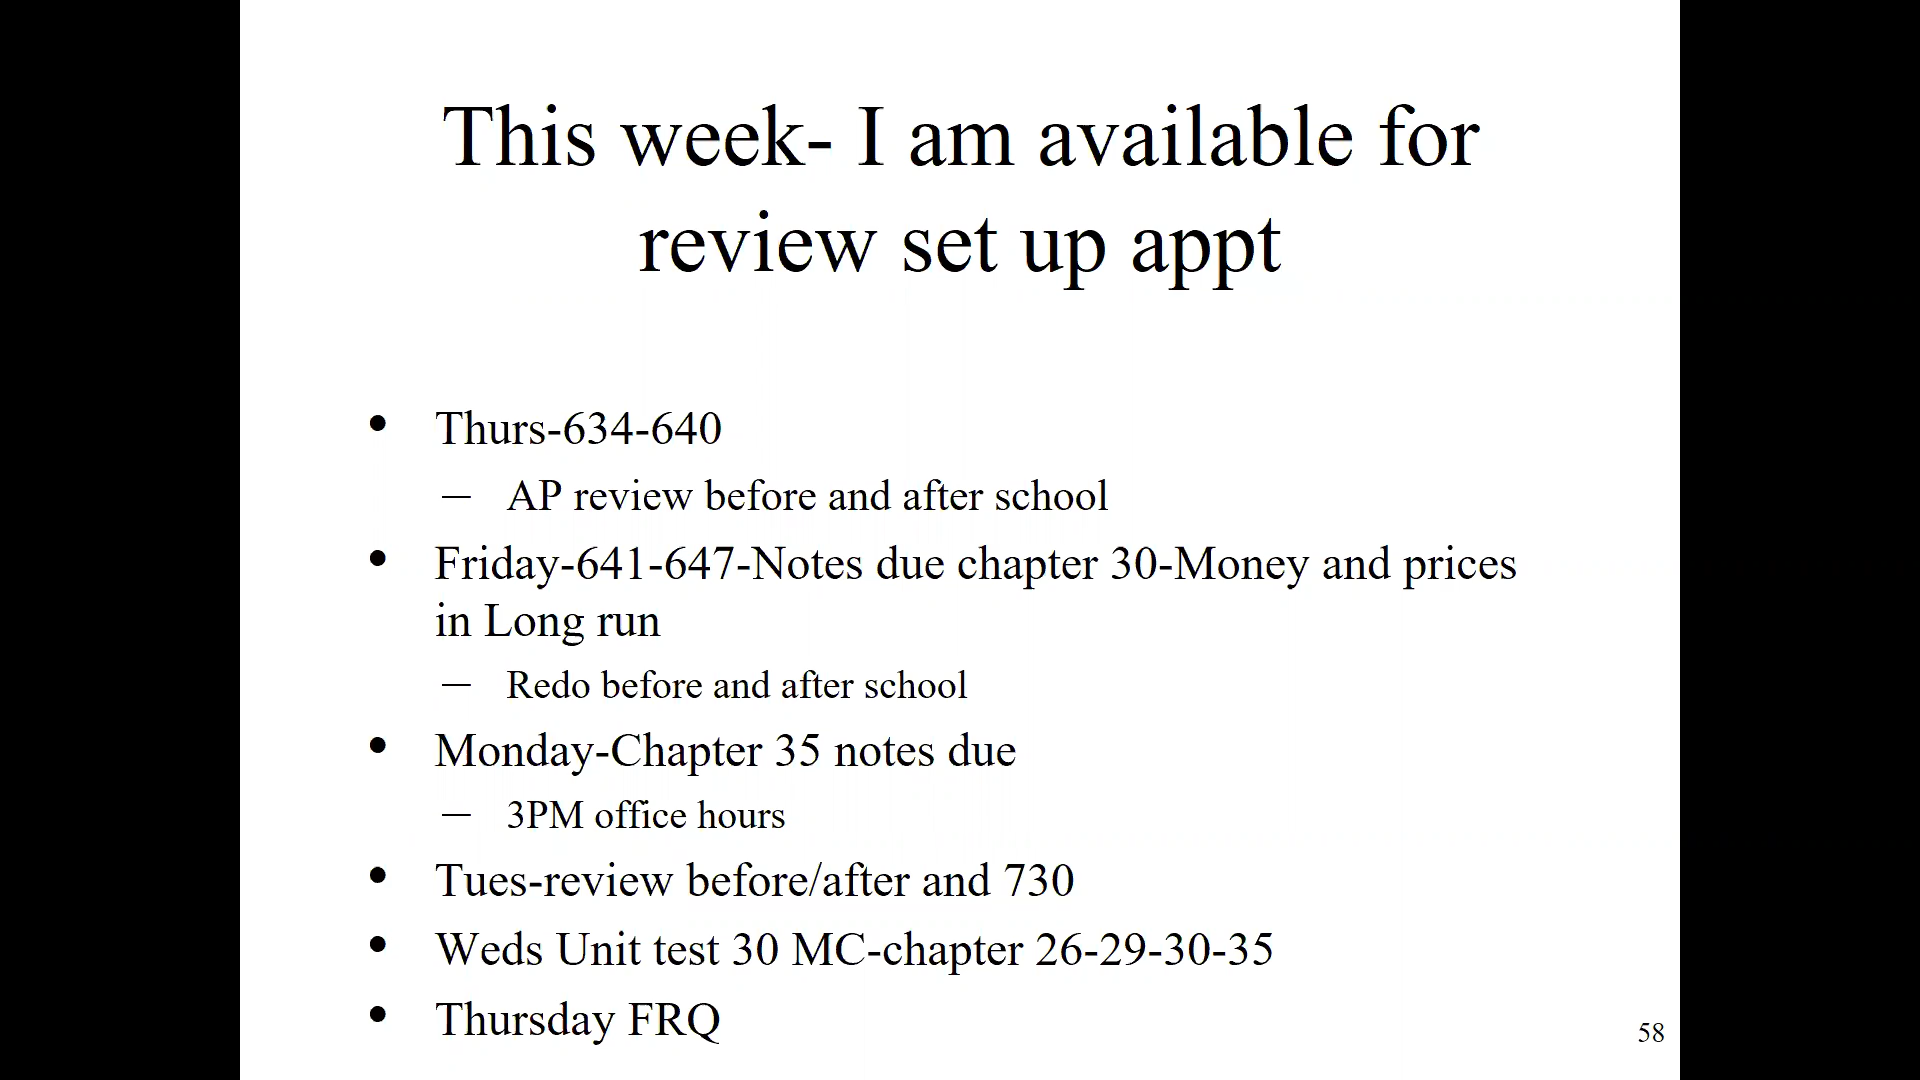 This week- I am available for
review set up appt
• Thurs-634-640
– AP review before and after school
• Friday-641-647-Notes due chapter 30-Money and prices
in Long run
– Redo before and after school
• Monday-Chapter 35 notes due
– 3PM office hours
• Tues-review before/after and 730
• Weds Unit test 30 MC-chapter 26-29-30-35
• Thursday FRQ
58